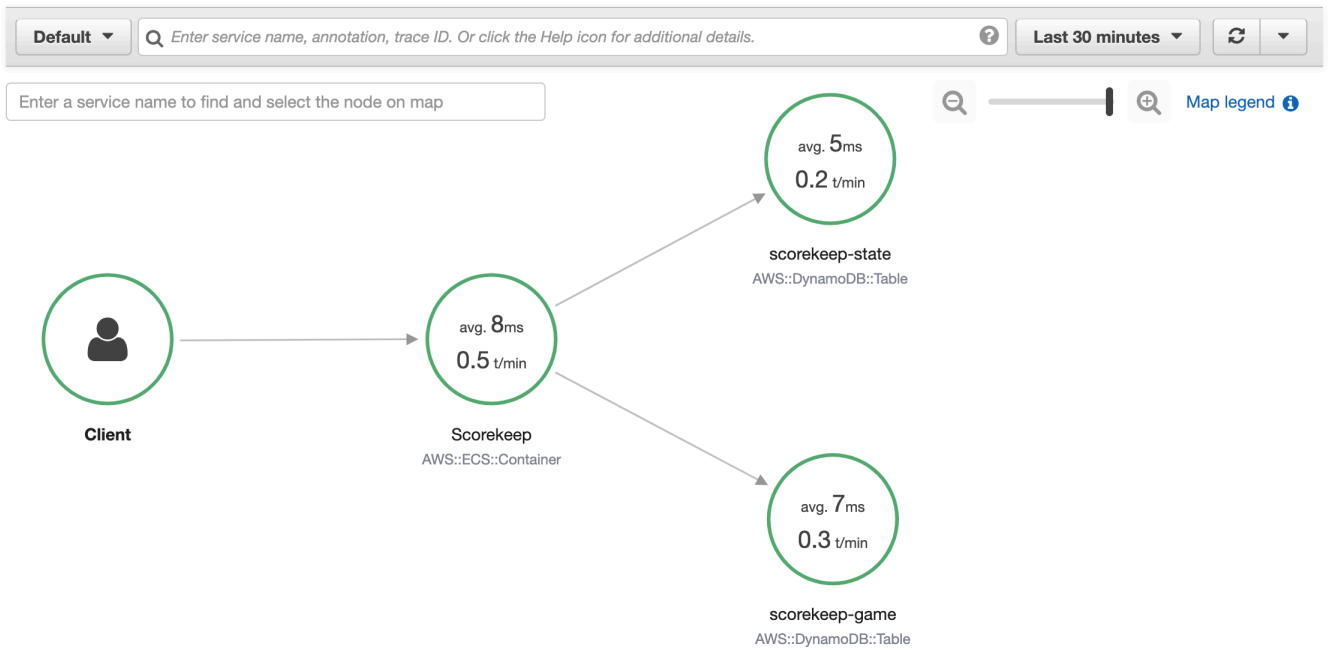 Default
Enter service name, annotation, trace ID. Or click the Help icon for additional details.
?
Last 30 minutes
Enter a service name to find and select the node on map
Map legend i
avg. 5ms
0.2 t/min
scorekeep-state
AWS::DynamoDB::Table
Client
avg. 8ms
0.5 t/min
Scorekeep
AWS::ECS::Container
avg. 7ms
0.3 t/min
scorekeep-game
AWS::DynamoDB::Table